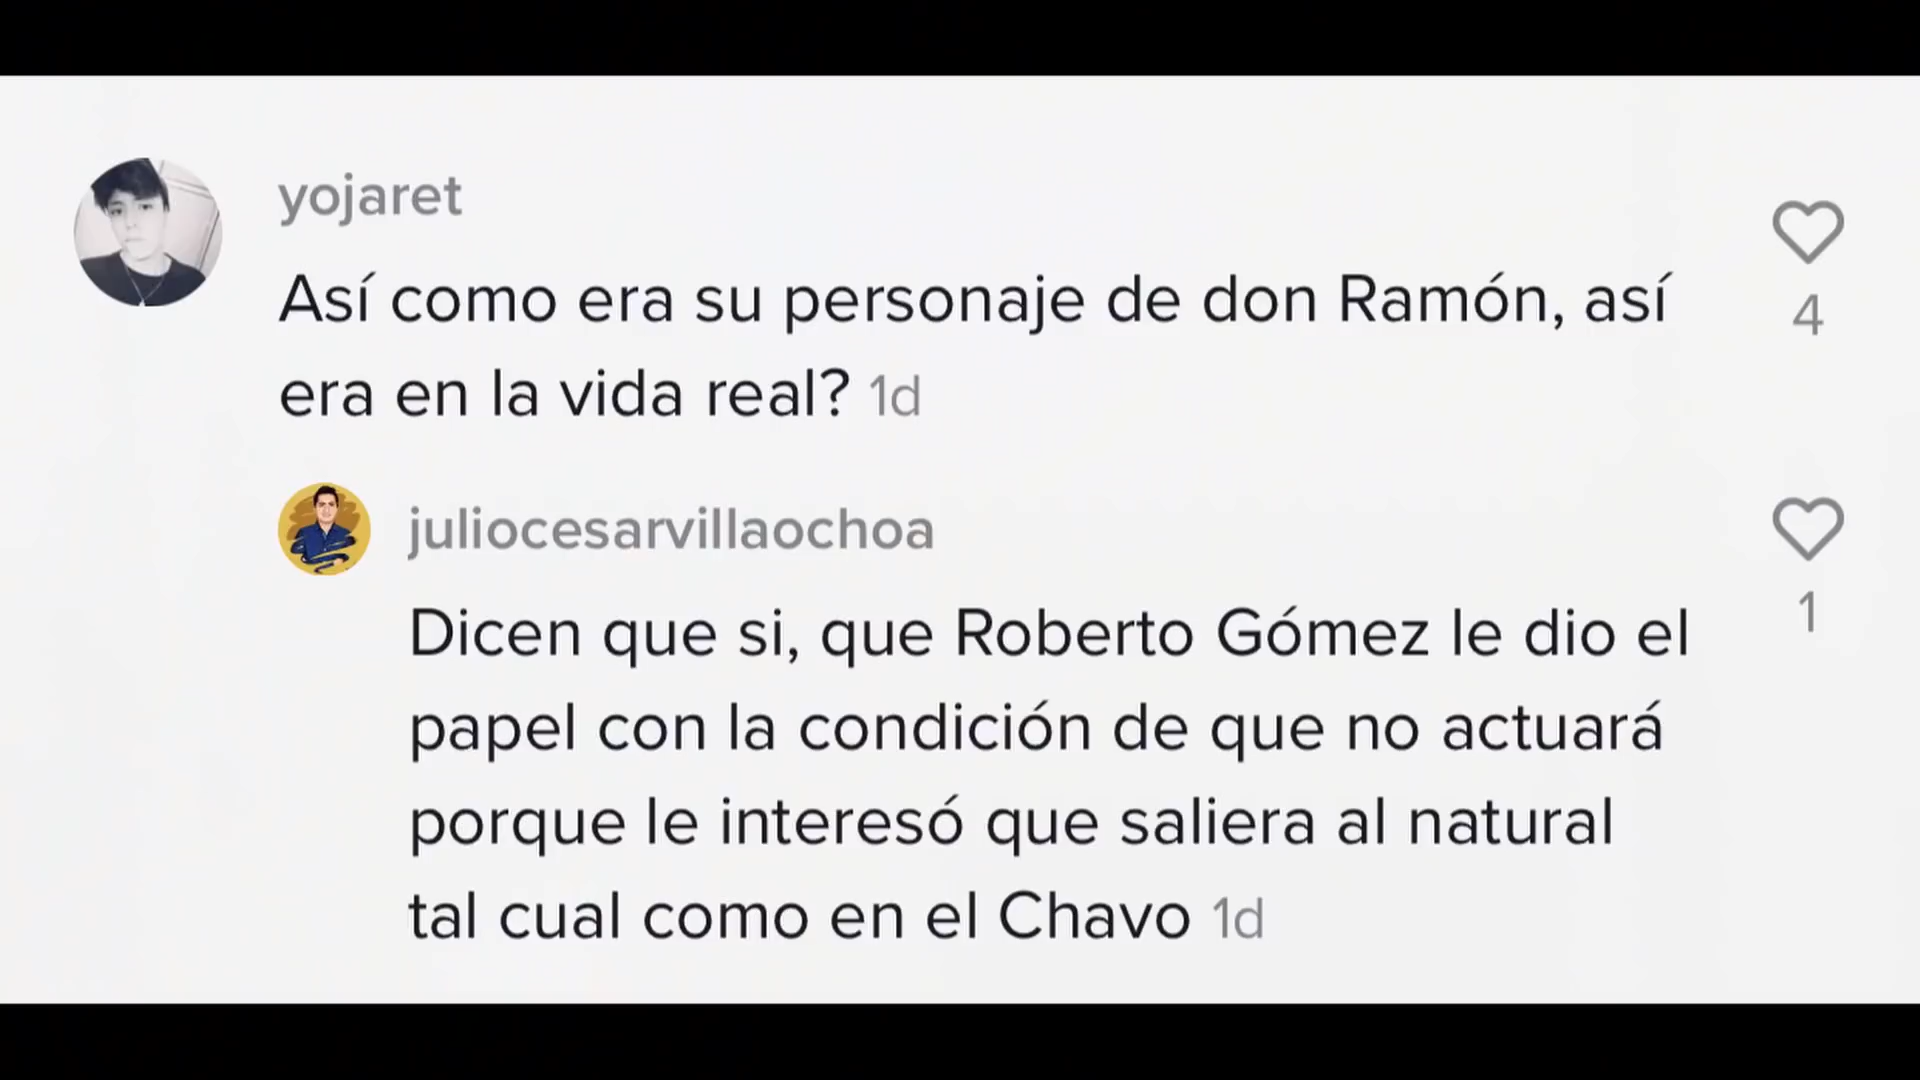 yojaret
Así como era su personaje de don Ramón, así
era en la vida real? 1d
4
juliocesarvillaochoa
Dicen que si, que Roberto Gómez le dio el
papel con la condición de que no actuará
porque le interesó que saliera al natural
tal cual como en el Chavo 1d
1